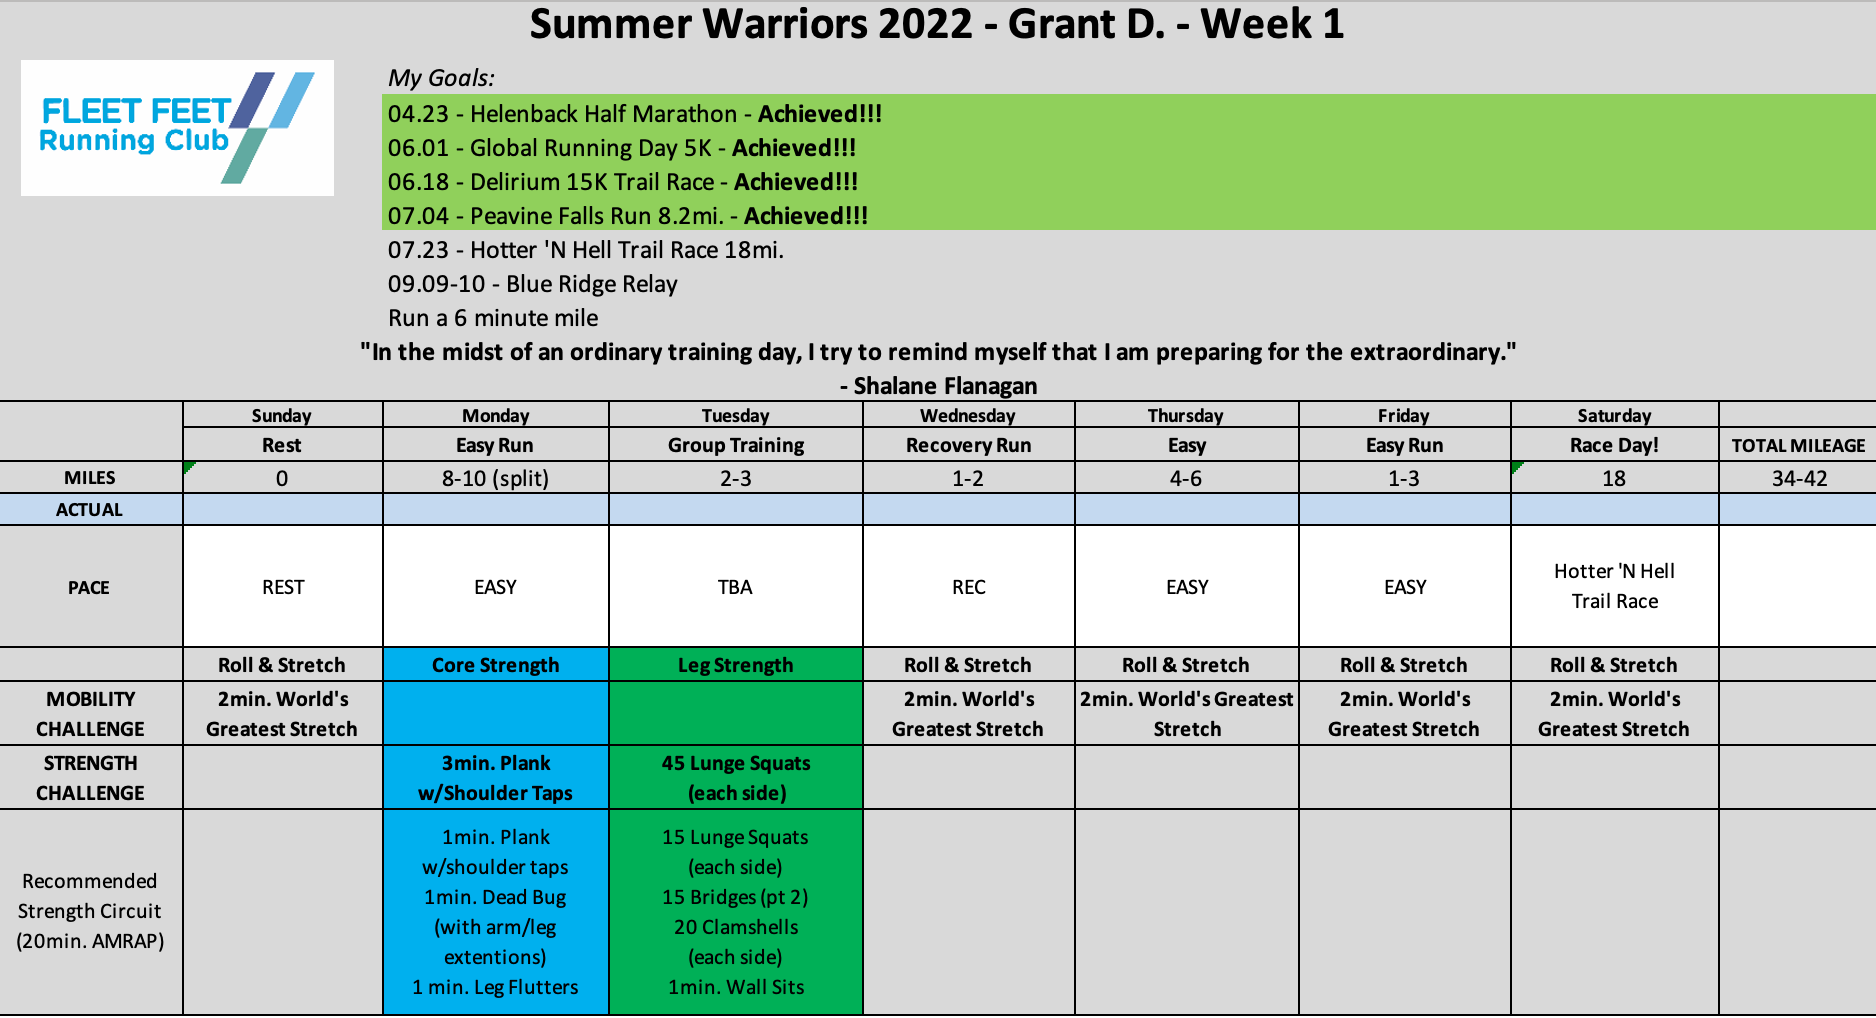 Summer Warriors 2022 - Grant D. - Week 1
FLEET FEET
Running Club
My Goals:
04.23 - Helenback Half Marathon - Achieved!!!
06.01 - Global Running Day 5K - Achieved!!!
06.18 - Delirium 15K Trail Race - Achieved!!!
07.04 - Peavine Falls Run 8.2mi. - Achieved!!!
07.23 - Hotter 'N Hell Trail Race 18mi.
09.09-10 - Blue Ridge Relay
Run a 6 minute mile
"In the midst of an ordinary training day, I try to remind myself that I am preparing for the extraordinary."
- Shalane Flanagan
Sunday Monday Tuesday Wednesday Thursday Friday Saturday
Rest Easy Run Group Training Recovery Run Easy Easy Run Race Day! TOTAL MILEAGE
MILES 0 8-10 (split) 2-3 1-2 4-6 1-3 18 34-42
ACTUAL
PACE REST EASY TBA REC EASY EASY Hotter 'N Hell
Trail Race
Roll & Stretch Core Strength Leg Strength Roll & Stretch Roll & Stretch Roll & Stretch Roll & Stretch
MOBILITY 2min. World's 2min. World's 2min. World's Greatest 2min. World's 2min. World's
CHALLENGE Greatest Stretch Greatest Stretch Stretch Greatest Stretch Greatest Stretch
STRENGTH 3min. Plank 45 Lunge Squats
CHALLENGE w/Shoulder Taps (each side)
Recommended
Strength Circuit
(20min. AMRAP)
1min. Plank
w/shoulder taps
1min. Dead Bug
(with arm/leg
extentions)
1 min. Leg Flutters
15 Lunge Squats
(each side)
15 Bridges (pt 2)
20 Clamshells
(each side)
1min. Wall Sits